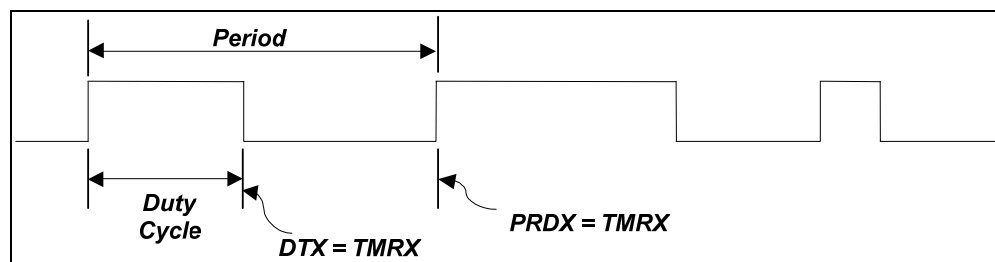 Period
Duty
Cycle
DTX = TMRX
PRDX = TMRX